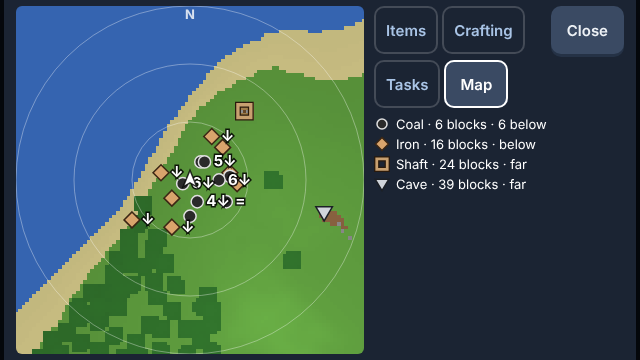 N
Items
Crafting
Close
Tasks
Map
Coal · 6 blocks · 6 below
Iron · 16 blocks · below
Shaft · 24 blocks · far
Cave · 39 blocks · far
5↓
6↓
4↓ =